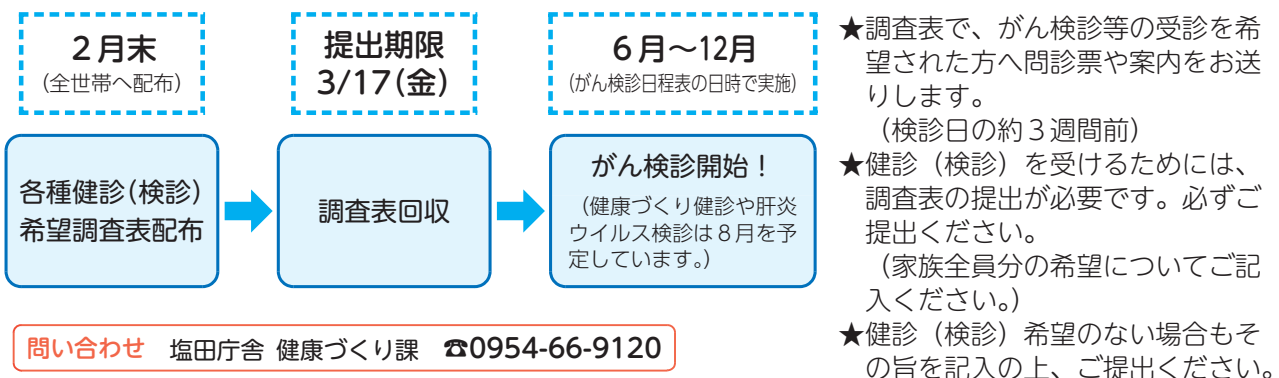 2月末
(全世帯へ配布)
各種健診(検診)
希望調査表配布
提出期限
3/17(金)
調査表回収
6月～12月
(がん検診日程表の日時で実施)
がん検診開始！
（健康づくり健診や肝炎
ウイルス検診は８月を予
定しています。）
★調査表で、がん検診等の受診を希
望された方へ問診票や案内をお送
りします。
（検診日の約３週間前）
★健診（検診）を受けるためには、
調査表の提出が必要です。必ずご
提出ください。
（家族全員分の希望についてご記
入ください。）
★健診（検診）希望のない場合もそ
の旨を記入の上、ご提出ください。
問い合わせ 塩田庁舎 健康づくり課 ☎0954-66-9120